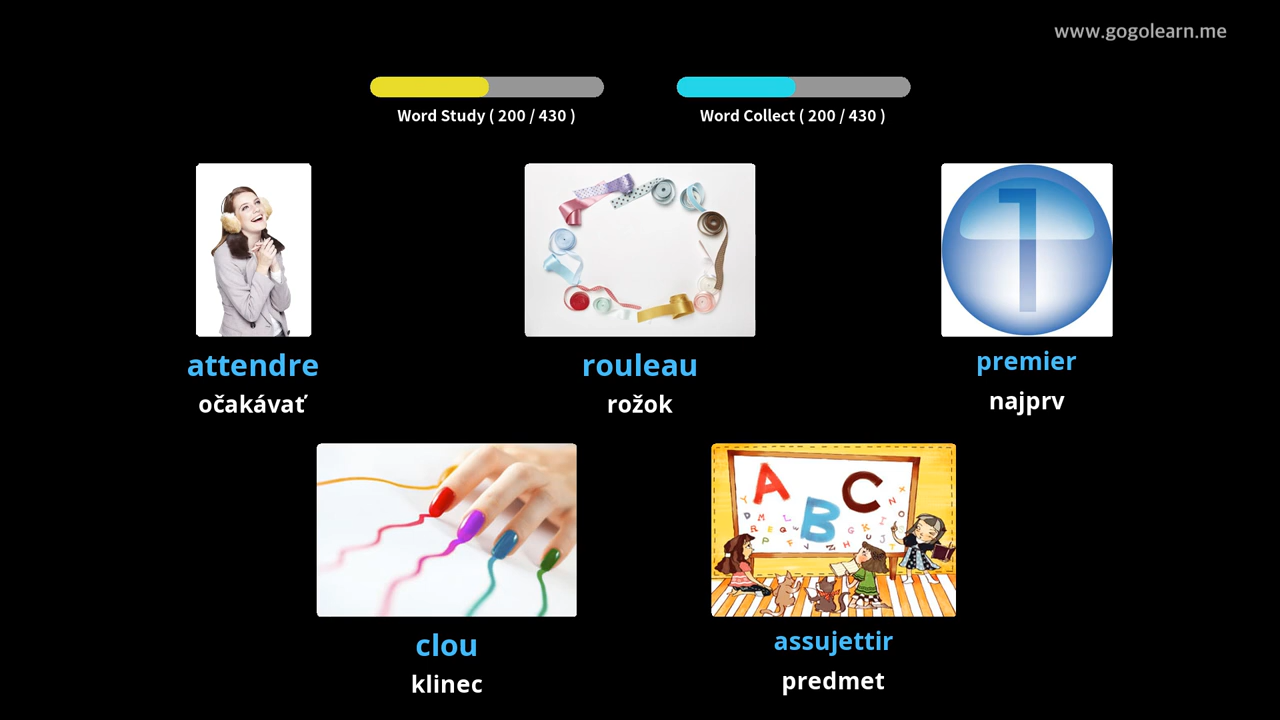 www.gogolearn.me
Word Study ( 200 / 430 )
Word Collect ( 200 / 430 )
attendre
očakávať
rouleau
rožok
premier
najprv
clou
klinec
A B C
assujettir
predmet